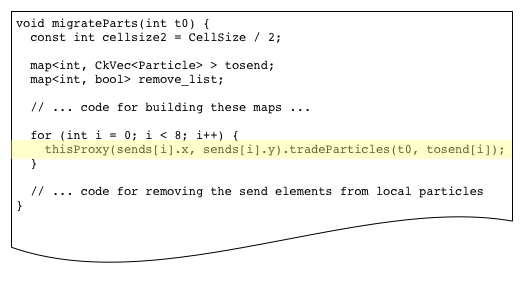 void migrateParts(int t0) {
  const int cellsize2 = CellSize / 2;

  map<int, CkVec<Particle> > tosend;
  map<int, bool> remove_list;

  // ... code for building these maps ...

  for (int i = 0; i < 8; i++) {
    thisProxy(sends[i].x, sends[i].y).tradeParticles(t0, tosend[i]);
  }

  // ... code for removing the send elements from local particles
}